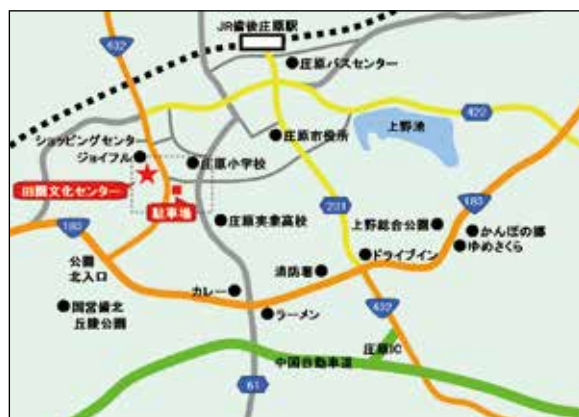 JR備後庄原駅
432
庄原バスセンター
422
ショッピングセンター
ジョイフル
庄原市役所
上野池
庄原小学校
田園文化センター
駐車場
201
183
上野総合公園
かんぽの郷
ゆめさくら
庄原実業高校
183
ドライブイン
公園
北入口
消防署
カレー
国営備北
丘陵公園
ラーメン
432
庄原IC
中国自動車道
61